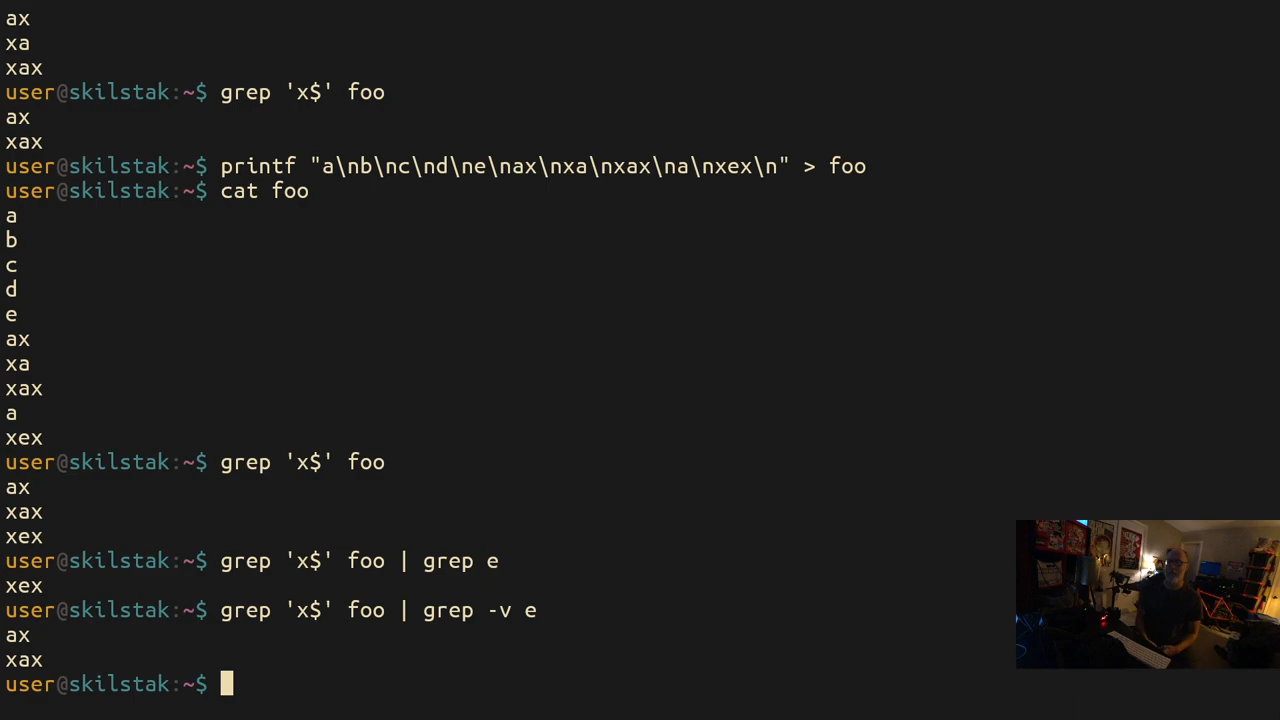 ax
xa
xax
user@skilstak:~$ grep 'x$' foo
ax
xax
user@skilstak:~$ printf "a\nb\nc\nd\ne\nax\nxa\nxax\na\nxex\n" > foo
user@skilstak:~$ cat foo
a
b
c
d
e
ax
xa
xax
a
xex
user@skilstak:~$ grep 'x$' foo
ax
xax
xex
user@skilstak:~$ grep 'x$' foo | grep e
xex
user@skilstak:~$ grep 'x$' foo | grep -v e
ax
xax
user@skilstak:~$